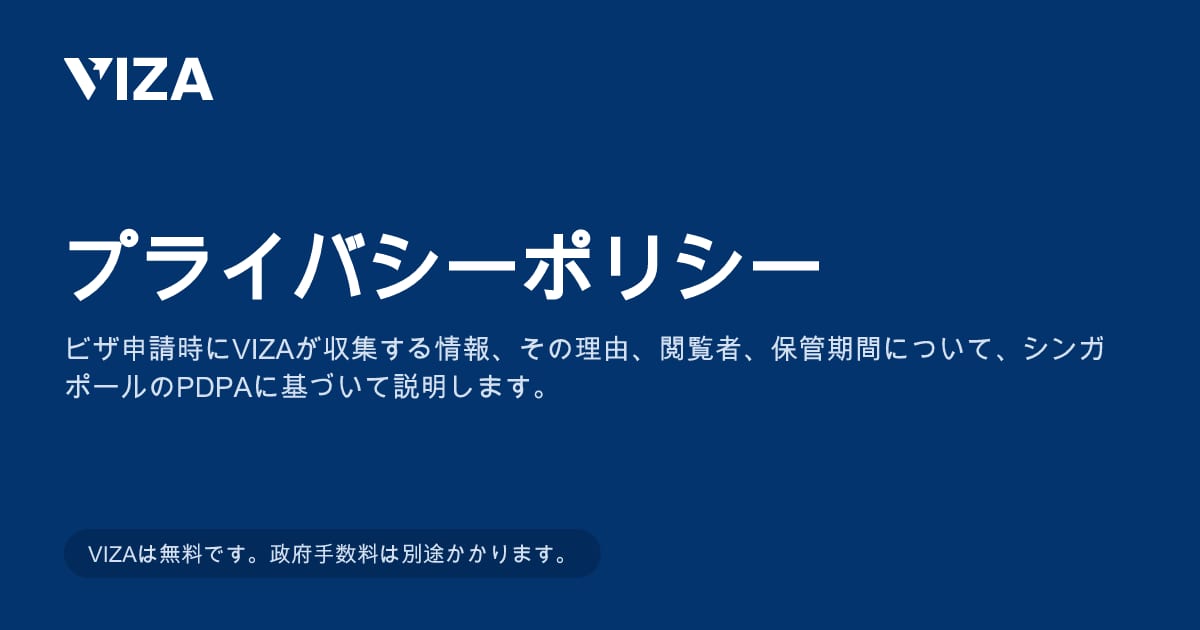 VIZA
プライバシーポリシー
ビザ申請時にVIZAが収集する情報、その理由、閲覧者、保管期間について、シンガ
ポールのPDPAに基づいて説明します。
VIZAは無料です。政府手数料は別途かかります。